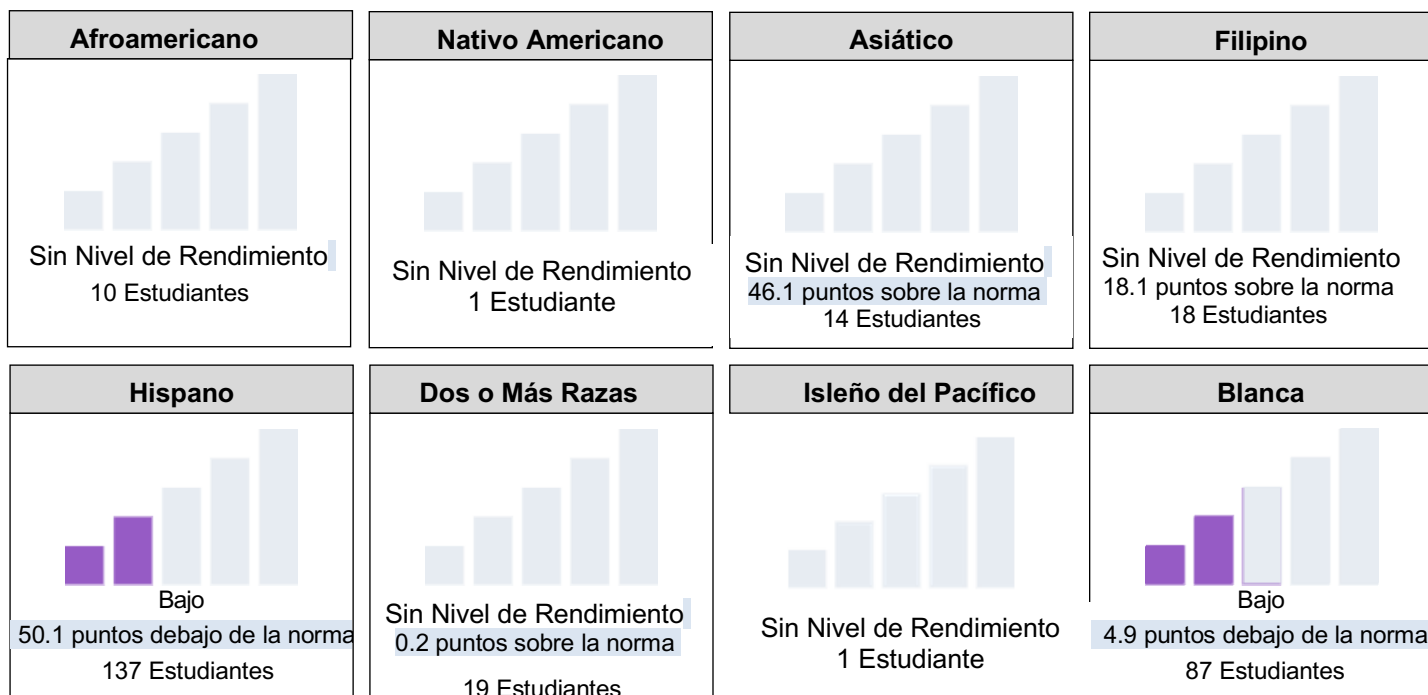 Afroamericano
Sin Nivel de Rendimiento
10 Estudiantes
Nativo Americano
Sin Nivel de Rendimiento
1 Estudiante
Asiático
Sin Nivel de Rendimiento
46.1 puntos sobre la norma
14 Estudiantes
Filipino
Sin Nivel de Rendimiento
18.1 puntos sobre la norma
18 Estudiantes
Hispano
Bajo
50.1 puntos debajo de la norma
137 Estudiantes
Dos o Más Razas
Sin Nivel de Rendimiento
0.2 puntos sobre la norma
19 Estudiantes
Isleño del Pacífico
Sin Nivel de Rendimiento
1 Estudiante
Blanca
Bajo
4.9 puntos debajo de la norma
87 Estudiantes